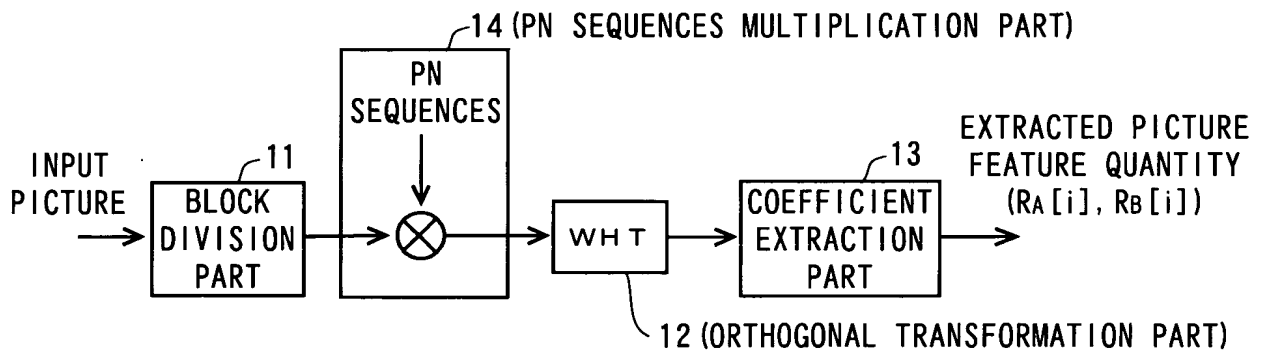 14 (PN SEQUENCES MULTIPLICATION PART)
PN
SEQUENCES
INPUT
PICTURE
11
BLOCK
DIVISION
PART
WHT
12 (ORTHOGONAL TRANSFORMATION PART)
13
COEFFICIENT
EXTRACTION
PART
EXTRACTED PICTURE
FEATURE QUANTITY
(RA[i], RB[i])